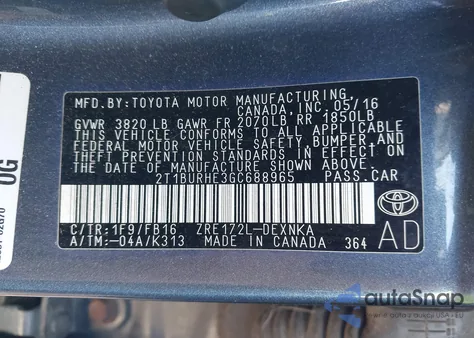 MFD. BY: TOYOTA MOTOR MANUFACTURING,
CANADA, INC. 05/16
GVWR 3820 LB GAWR FR 2070LB RR 1850LB
THIS VEHICLE CONFORMS TO ALL APPLICABLE
FEDERAL MOTOR VEHICLE SAFETY, BUMPER, AND
THEFT PREVENTION STANDARDS IN EFFECT ON
THE DATE OF MANUFACTURE SHOWN ABOVE.
2T1BURHE3GC688965 PASS. CAR
C/TR: 1F9/FB16 ZRE172L-DEXNKA
A/TM: -04A/K313 MADE IN CANADA 364
AD
TOYOTA
OG
autoSnap